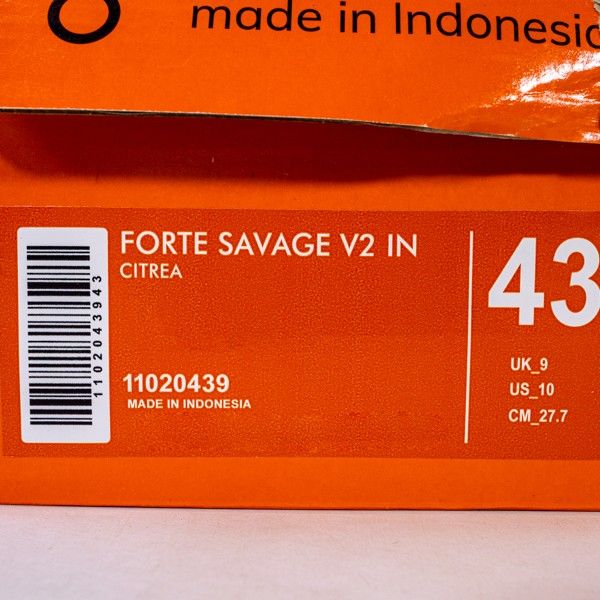 made in Indonesia
FORTE SAVAGE V2 IN
CITREA
11020439
MADE IN INDONESIA
1102043943
43
UK_9
US_10
CM_27.7